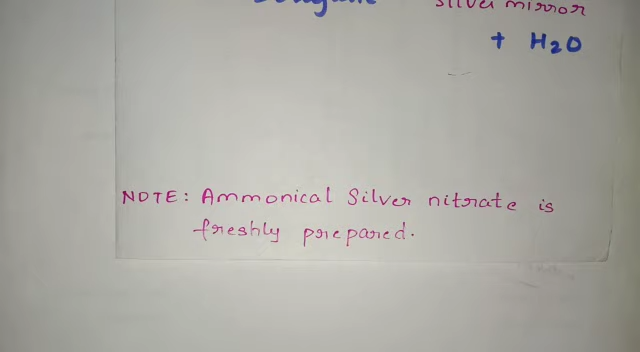 silver mirror
+ H2O
NOTE: Ammonical Silver nitrate is
freshly prepared.